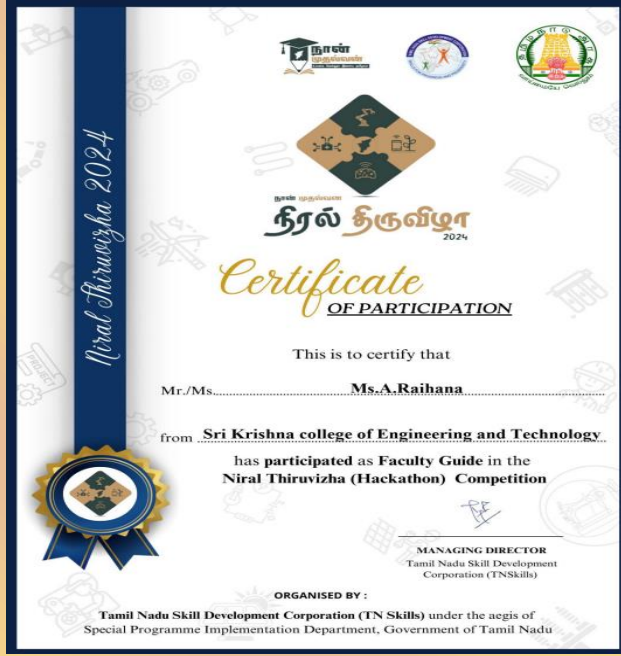 நான்
முதல்வன்
Niral Thiruvizha 2024
நான் முதல்வன்
நிரல் திருவிழா
2024
Certificate
OF PARTICIPATION
This is to certify that
Mr./Ms. Ms.A.Raihana
from Sri Krishna college of Engineering and Technology
has participated as Faculty Guide in the
Niral Thiruvizha (Hackathon) Competition
MANAGING DIRECTOR
Tamil Nadu Skill Development
Corporation (TNSkills)
ORGANISED BY :
Tamil Nadu Skill Development Corporation (TN Skills) under the aegis of
Special Programme Implementation Department, Government of Tamil Nadu